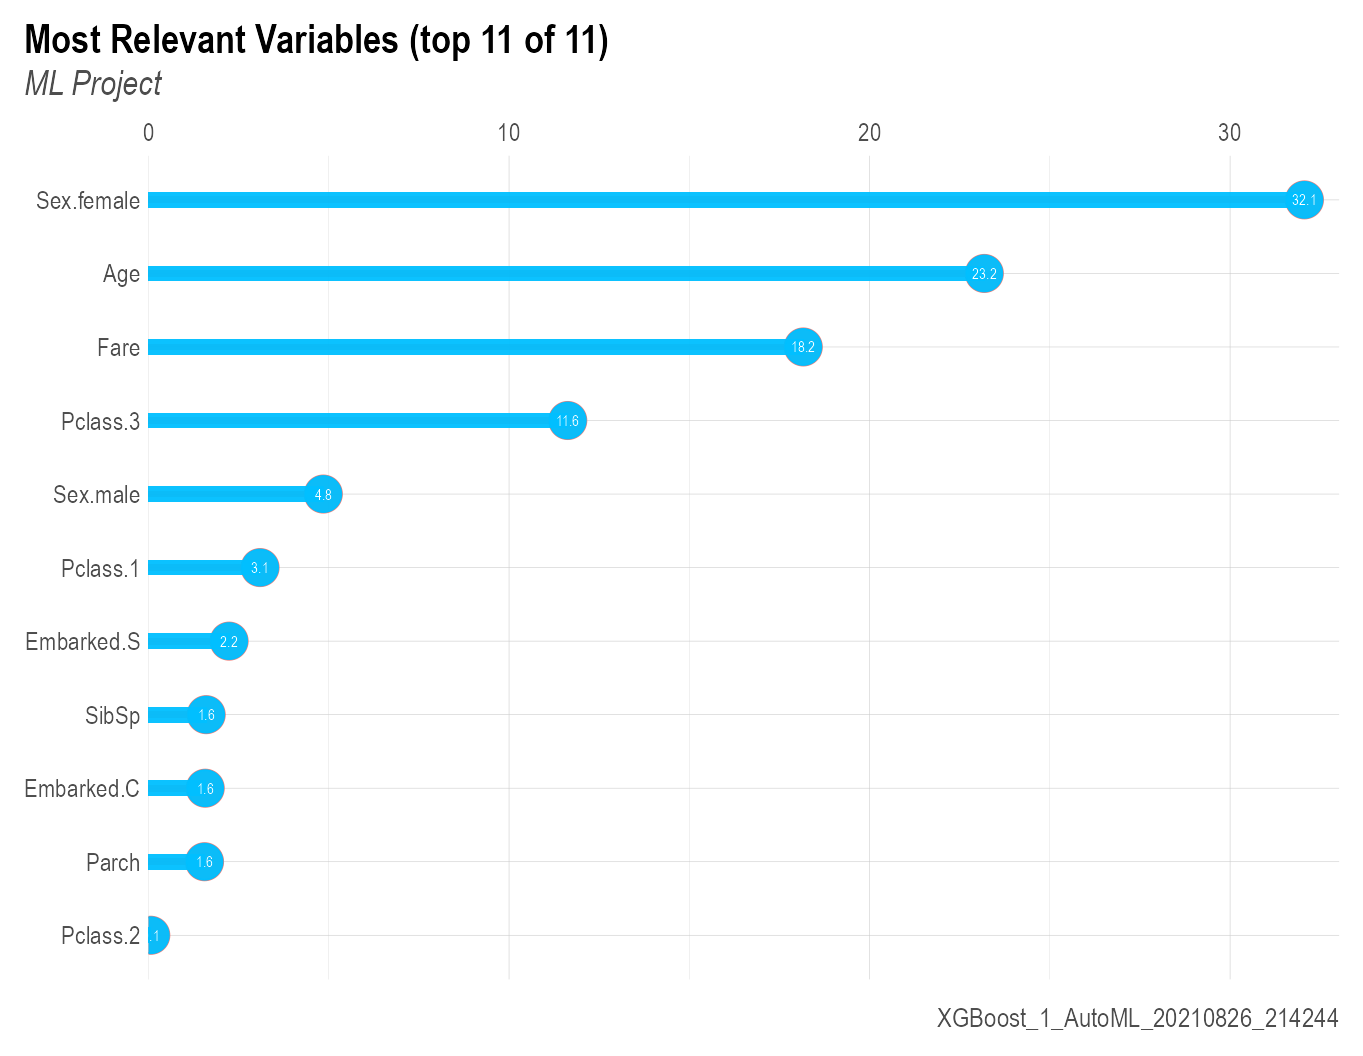 Most Relevant Variables (top 11 of 11)
ML Project
0 10 20 30
Sex.female 32.1
Age 23.2
Fare 18.2
Pclass.3 11.6
Sex.male 4.8
Pclass.1 3.1
Embarked.S 2.2
SibSp 1.6
Embarked.C 1.6
Parch 1.6
Pclass.2 .1
XGBoost_1_AutoML_20210826_214244